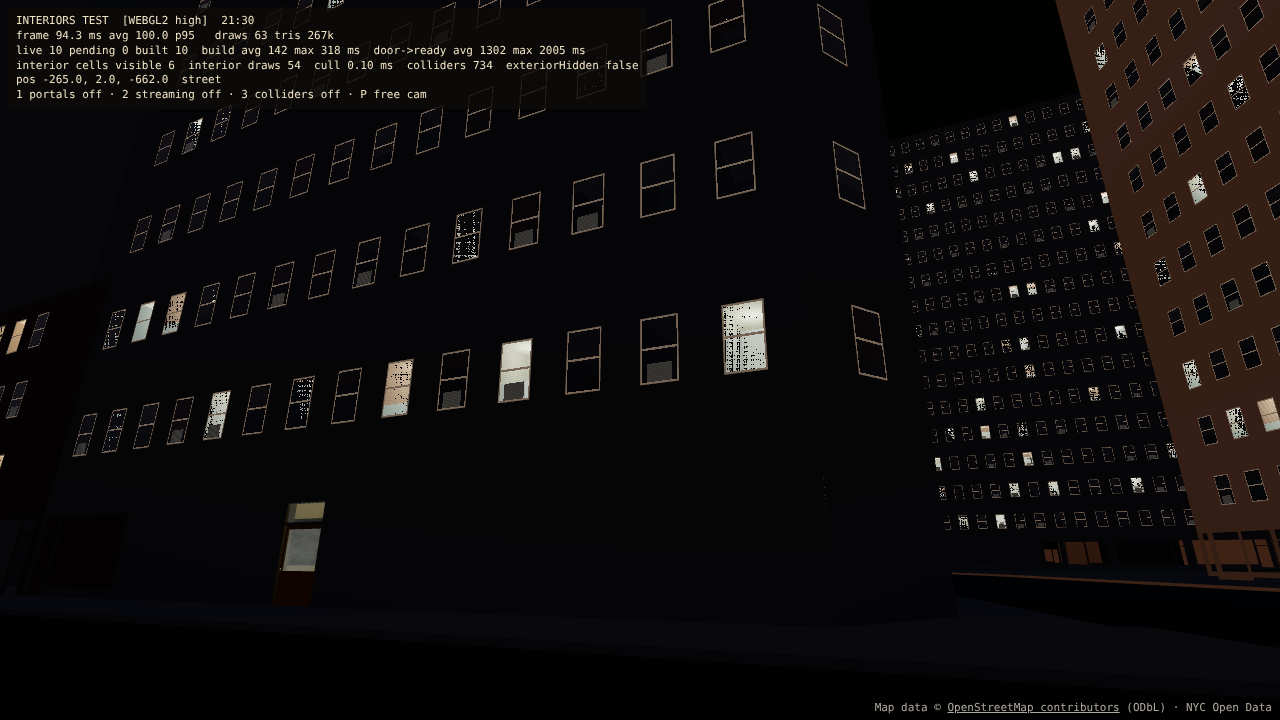 INTERIORS TEST  [WEBGL2 high]  21:30
frame 94.3 ms avg 100.0 p95   draws 63 tris 267k
live 10 pending 0 built 10  build avg 142 max 318 ms  door->ready avg 1302 max 2005 ms
interior cells visible 6  interior draws 54  cull 0.10 ms  colliders 734  exteriorHidden false
pos -265.0, 2.0, -662.0  street
1 portals off · 2 streaming off · 3 colliders off · P free cam
Map data © OpenStreetMap contributors (ODbL) · NYC Open Data